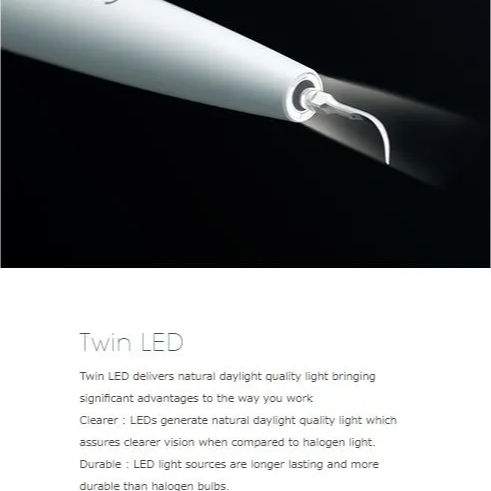 Twin LED
Twin LED delivers natural daylight quality light bringing
significant advantages to the way you work
Clearer : LEDs generate natural daylight quality light which
assures clearer vision when compared to halogen light.
Durable : LED light sources are longer lasting and more
durable than halogen bulbs.